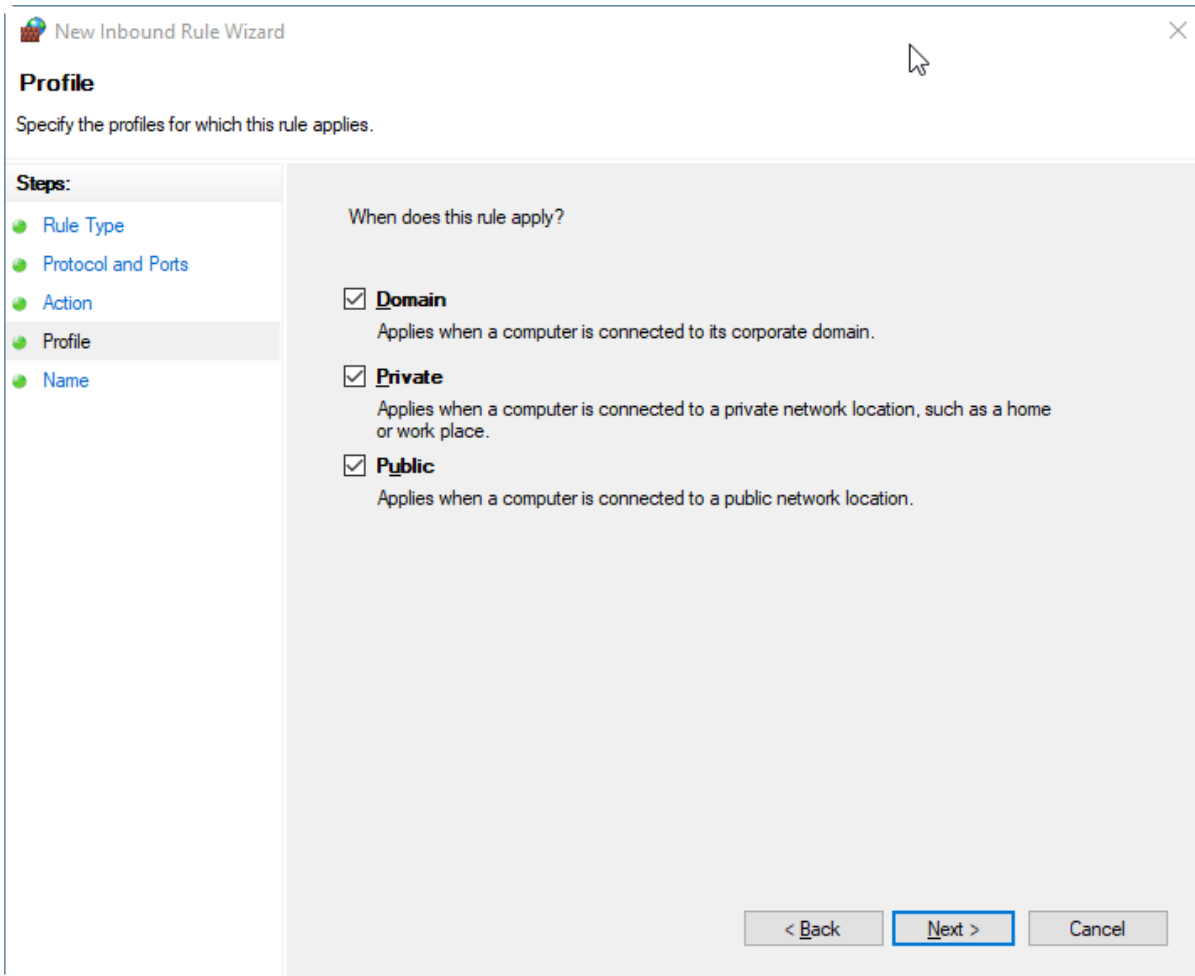 New Inbound Rule Wizard
Profile
Specify the profiles for which this rule applies.
Steps:
Rule Type
Protocol and Ports
Action
Profile
Name
When does this rule apply?
Domain
Applies when a computer is connected to its corporate domain.
Private
Applies when a computer is connected to a private network location, such as a home
or work place.
Public
Applies when a computer is connected to a public network location.
< Back
Next >
Cancel